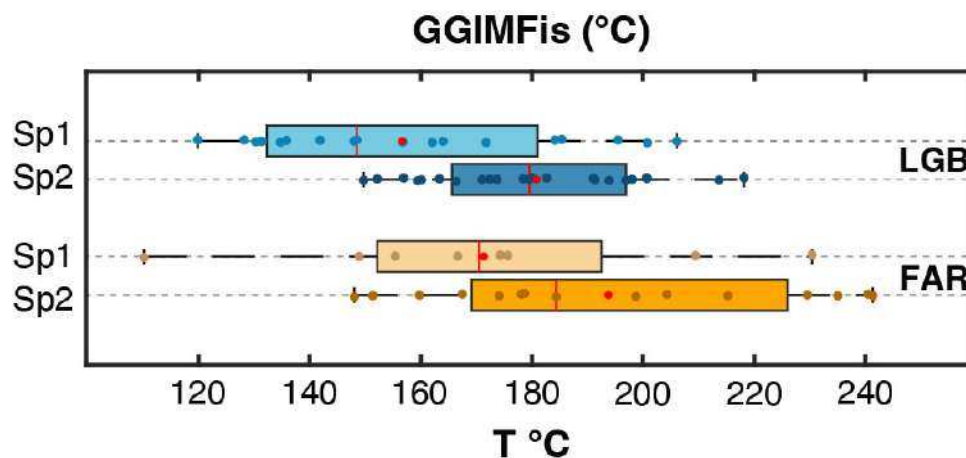 GGIMFis (°C)
Sp1
LGB
Sp2
Sp1
FAR
Sp2
120 140 160 180 200 220 240
T °C